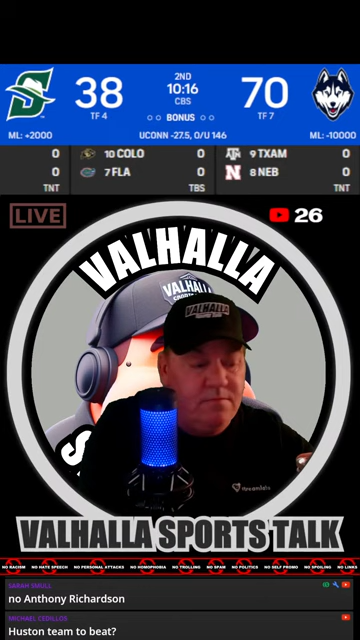 S
38
TF 4
2ND
10:16
CBS
BONUS
70
TF 7
ML: +2000
UCONN -27.5, O/U 146
ML: -10000
0 10 COLO 0 9 TXAM 0
0 7 FLA 0 8 NEB 0
TNT TBS TNT
LIVE
26
VALHALLA
VALHALLA
VALHALLA
dreamlabs
VALHALLA SPORTS TALK
NO RACISM NO HATE SPEECH NO PERSONAL ATTACKS NO HOMOPHOBIA NO TROLLING NO SPAM NO POLITICS NO SELF PROMO NO SPOILING NO LINKS
SARAH SMULL
no Anthony Richardson
MICHAEL CEDILLOS
Huston team to beat?